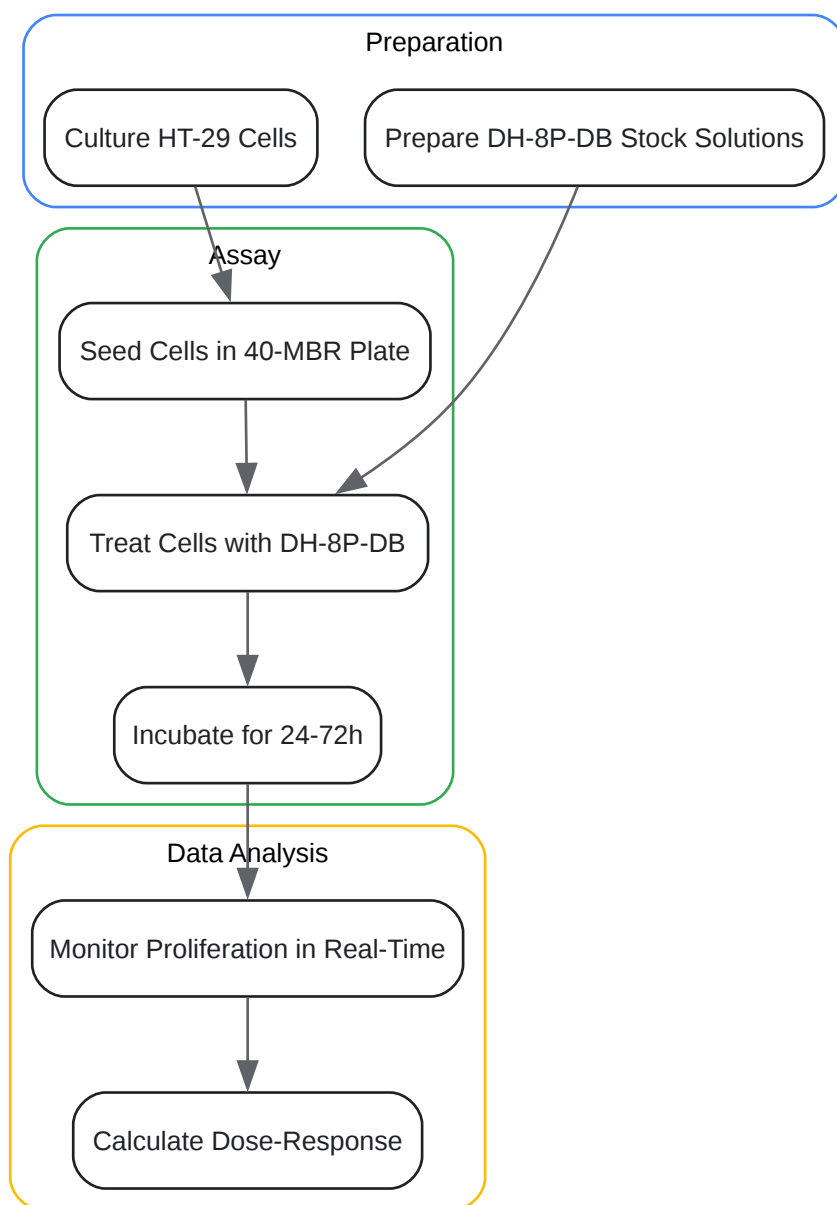 Preparation
Culture HT-29 Cells
Prepare DH-8P-DB Stock Solutions
Assay
Seed Cells in 40-MBR Plate
Treat Cells with DH-8P-DB
Incubate for 24-72h
Data Analysis
Monitor Proliferation in Real-Time
Calculate Dose-Response